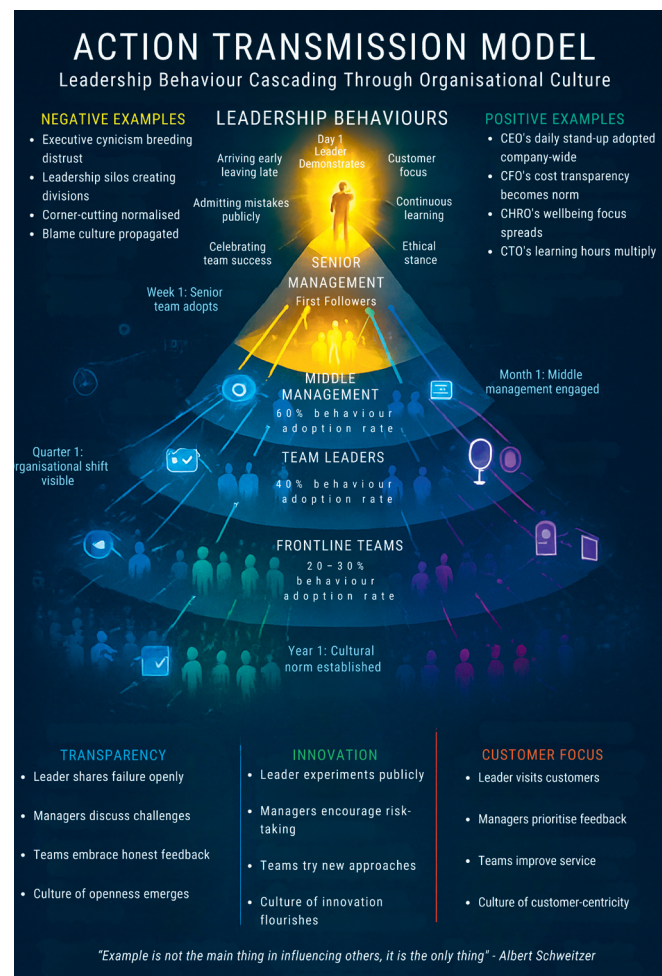 ACTION TRANSMISSION MODEL
Leadership Behaviour Cascading Through Organisational Culture
NEGATIVE EXAMPLES
• Executive cynicism breeding
distrust
• Leadership silos creating
divisions
• Corner-cutting normalised
• Blame culture propagated
LEADERSHIP BEHAVIOURS
Day 1
Leader
Demonstrates
Arriving early
leaving late
Admitting mistakes
publicly
Celebrating
team success
Customer
focus
Continuous
learning
Ethical
stance
POSITIVE EXAMPLES
• CEO's daily stand-up adopted
company-wide
• CFO's cost transparency
becomes norm
• CHRO's wellbeing focus
spreads
• CTO's learning hours multiply
SENIOR
MANAGEMENT
First Followers
Week 1: Senior
team adopts
MIDDLE
MANAGEMENT
60% behaviour
adoption rate
Month 1: Middle
management engaged
Quarter 1:
rganisational shift
visible
TEAM LEADERS
40% behaviour
adoption rate
FRONTLINE TEAMS
20–30%
behaviour
adoption rate
Year 1: Cultural
norm established
TRANSPARENCY
• Leader shares failure openly
• Managers discuss challenges
• Teams embrace honest feedback
• Culture of openness emerges
INNOVATION
• Leader experiments publicly
• Managers encourage risk-
taking
• Teams try new approaches
• Culture of innovation
flourishes
CUSTOMER FOCUS
• Leader visits customers
• Managers prioritise feedback
• Teams improve service
• Culture of customer-centricity
“Example is not the main thing in influencing others, it is the only thing" - Albert Schweitzer